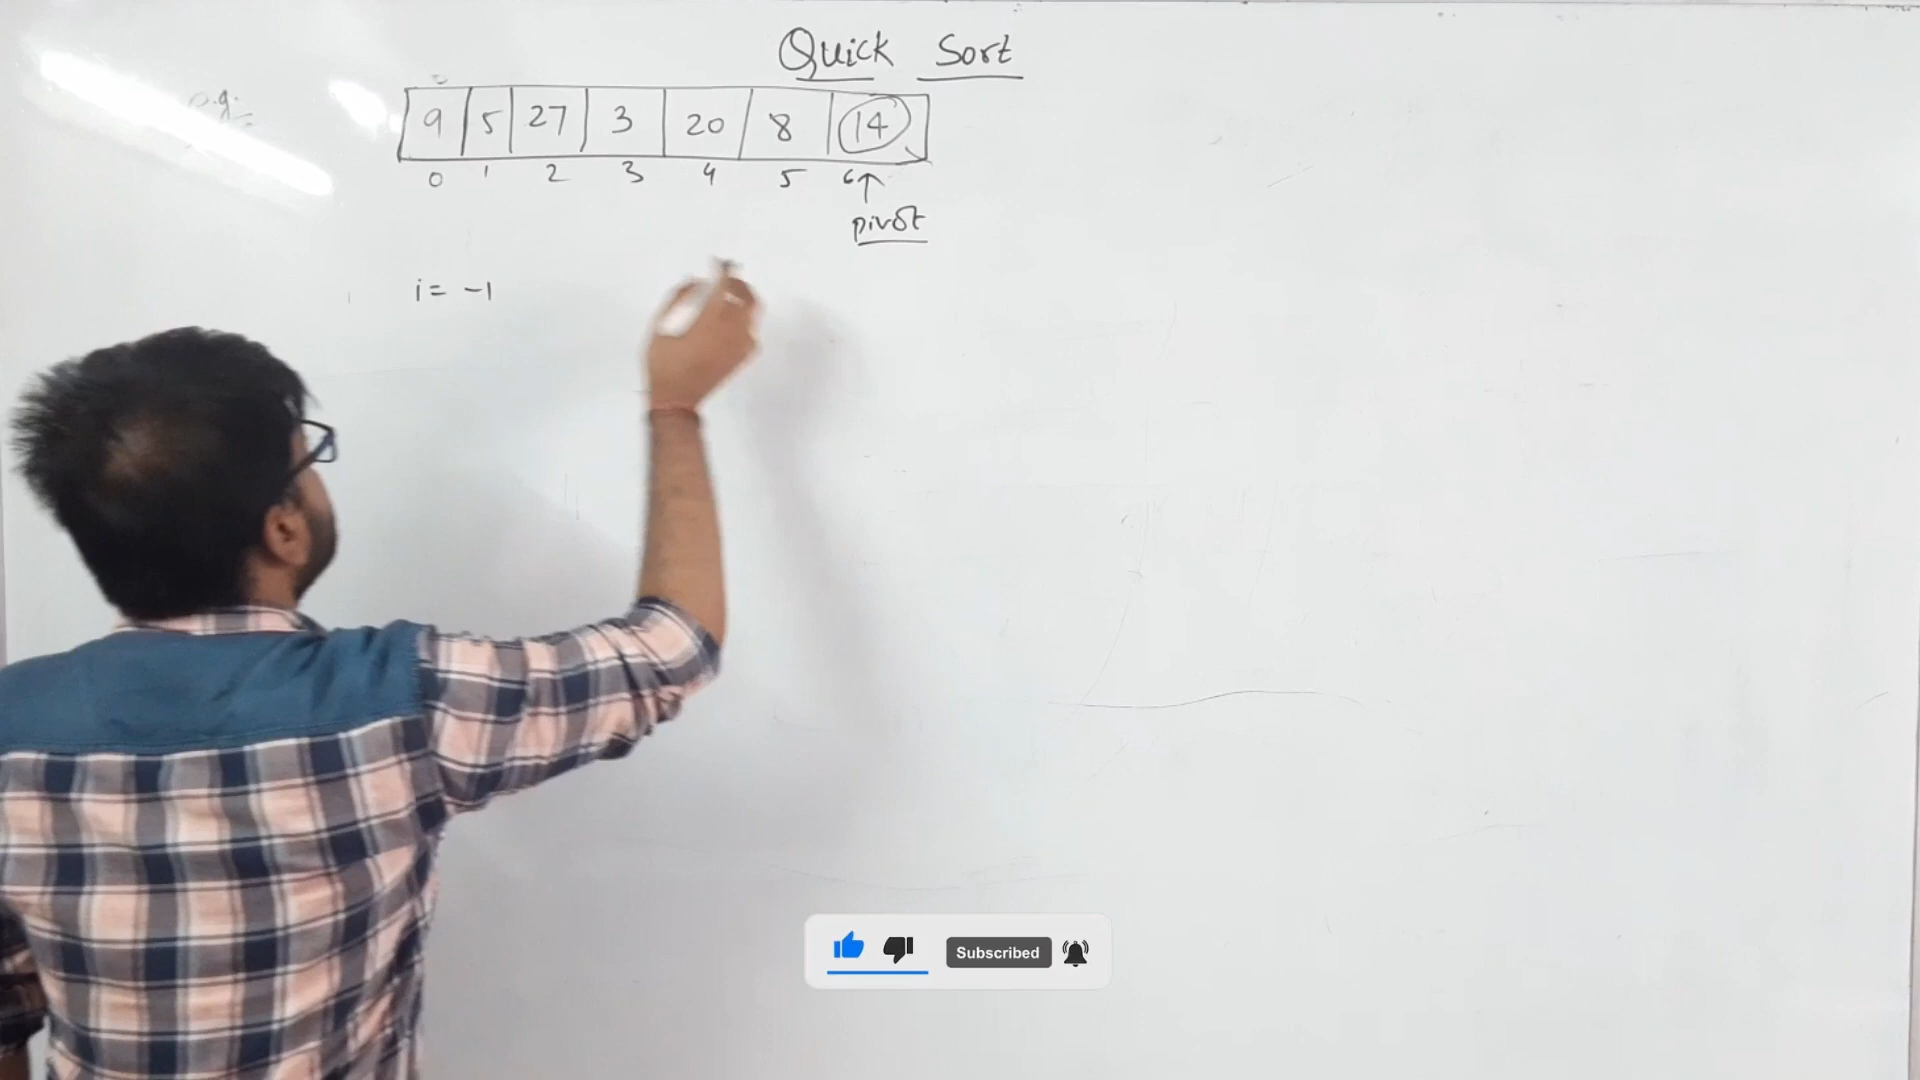 Quick Sort
e.g.
9 5 27 3 20 8 14
0 1 2 3 4 5 6
pivot
i = -1
Subscribed